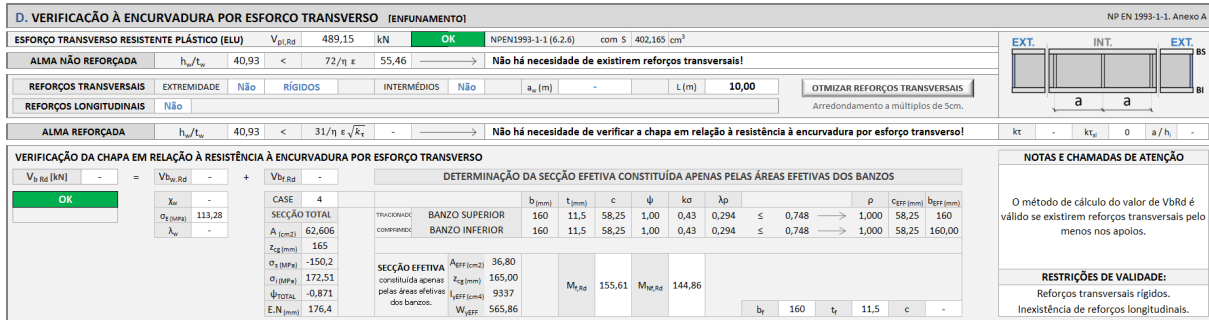 D. VERIFICAÇÃO À ENCURVADURA POR ESFORCO TRANSVERSO [ENFUNAMENTO] NP EN 1993-1-1. Anexo A
ESFORÇO TRANSVERSO RESISTENTE PLÁSTICO (ELU) Vpl,Rd 489,15 kN OK NPEN1993-1-1 (6.2.6) com S 402,165 cm³
EXT. INT. EXT.
BS
ALMA NÃO REFORÇADA hw/tw 40,93 < 72/η ε 55,46 → Não há necessidade de existirem reforços transversais!
REFORÇOS TRANSVERSAIS EXTREMIDADE Não RÍGIDOS INTERMÉDIOS Não aw (m) - L (m) 10,00 OTMIZAR REFORÇOS TRANSVERSAIS
BI
REFORÇOS LONGITUDINAIS Não Arredondamento a múltiplos de 5cm.
a a
ALMA REFORÇADA hw/tw 40,93 < 31/η ε √kτ - → Não há necessidade de verificar a chapa em relação à resistência à encurvadura por esforço transverso! kτ - kτsl 0 a / hi -
VERIFICAÇÃO DA CHAPA EM RELAÇÃO À RESISTÊNCIA À ENCURVADURA POR ESFORÇO TRANSVERSO NOTAS E CHAMADAS DE ATENÇÃO
Vb Rd [kN] - = Vbw.Rd - + Vbf.Rd - DETERMINAÇÃO DA SECÇÃO EFETIVA CONSTITUÍDA APENAS PELAS ÁREAS EFETIVAS DOS BANZOS
OK χw - CASE 4 b (mm) t (mm) c ψ kσ λρ ρ cEFF (mm) bEFF (mm)
σE (MPa) 113,28 SECÇÃO TOTAL TRACIONADO BANZO SUPERIOR 160 11,5 58,25 1,00 0,43 0,294 ≤ 0,748 → 1,000 58,25 160
λw - A (cm2) 62,606 COMPRIMIDO BANZO INFERIOR 160 11,5 58,25 1,00 0,43 0,294 ≤ 0,748 → 1,000 58,25 160,00
O método de cálculo do valor de VbRd é
válido se existirem reforços transversais pelo
menos nos apoios.
zcg (mm) 165
σs (MPa) -150,2 SECÇÃO EFETIVA AEFF (cm2) 36,80
σi (MPa) 172,51 constituída apenas zcg (mm) 165,00 Mf,Rd 155,61 MNf,Rd 144,86
RESTRIÇÕES DE VALIDADE:
ψTOTAL -0,871 pelas áreas efetivas IyEFF (cm4) 9337
Reforços transversais rígidos.
E.N (mm) 176,4 dos banzos. WyEFF 565,86 bf 160 tf 11,5 c -
Inexistência de reforços longitudinais.